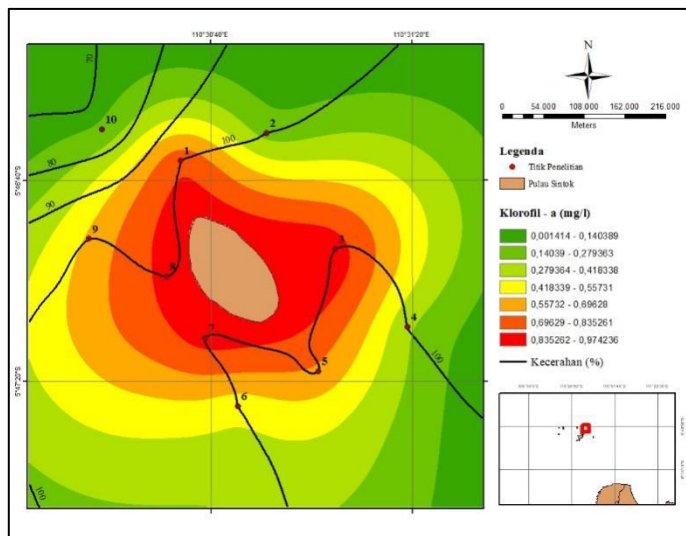 110°30'40"E
110°31'20"E
N
0 54.000 108.000 162.000 216.000
Meters
Legenda
Titik Penelitian
Pulau Sintok
Klorofil - a (mg/l)
0,001414 - 0,140389
0,14039 - 0,279363
0,279364 - 0,418338
0,418339 - 0,55731
0,55732 - 0,69628
0,69629 - 0,835261
0,835262 - 0,974236
Kecerahan (%)
5°46'40"S
5°47'20"S
70
10
80
90
1
100
2
9
8
3
4
100
7
5
6
100